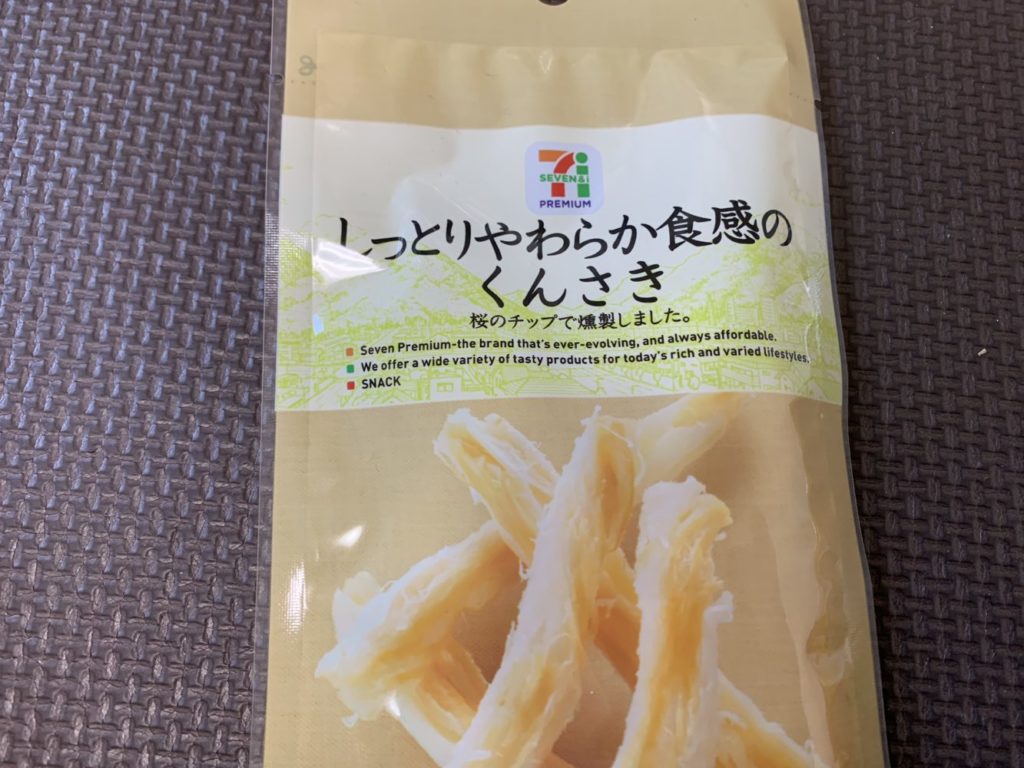 7i
SEVEN&i
PREMIUM
しっとりやわらか食感の
くんさき
桜のチップで燻製しました。
Seven Premium-the brand that's ever-evolving, and always affordable.
We offer a wide variety of tasty products for today's rich and varied lifestyles.
SNACK